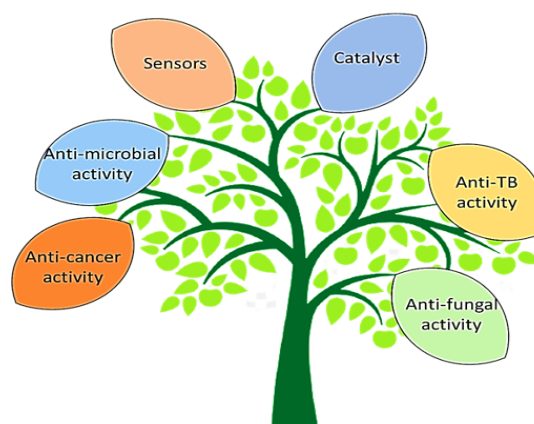 Sensors
Catalyst
Anti-microbial
activity
Anti-TB
activity
Anti-cancer
activity
Anti-fungal
activity